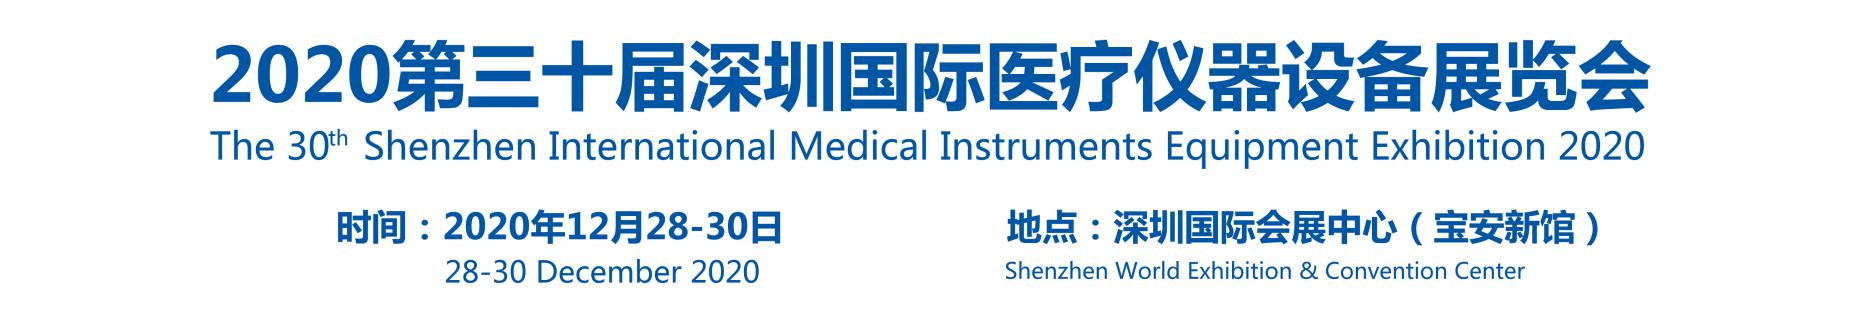 2020第三十届深圳国际医疗仪器设备展览会
The 30th Shenzhen International Medical Instruments Equipment Exhibition 2020
时间：2020年12月28-30日
28-30 December 2020
地点：深圳国际会展中心（宝安新馆）
Shenzhen World Exhibition & Convention Center